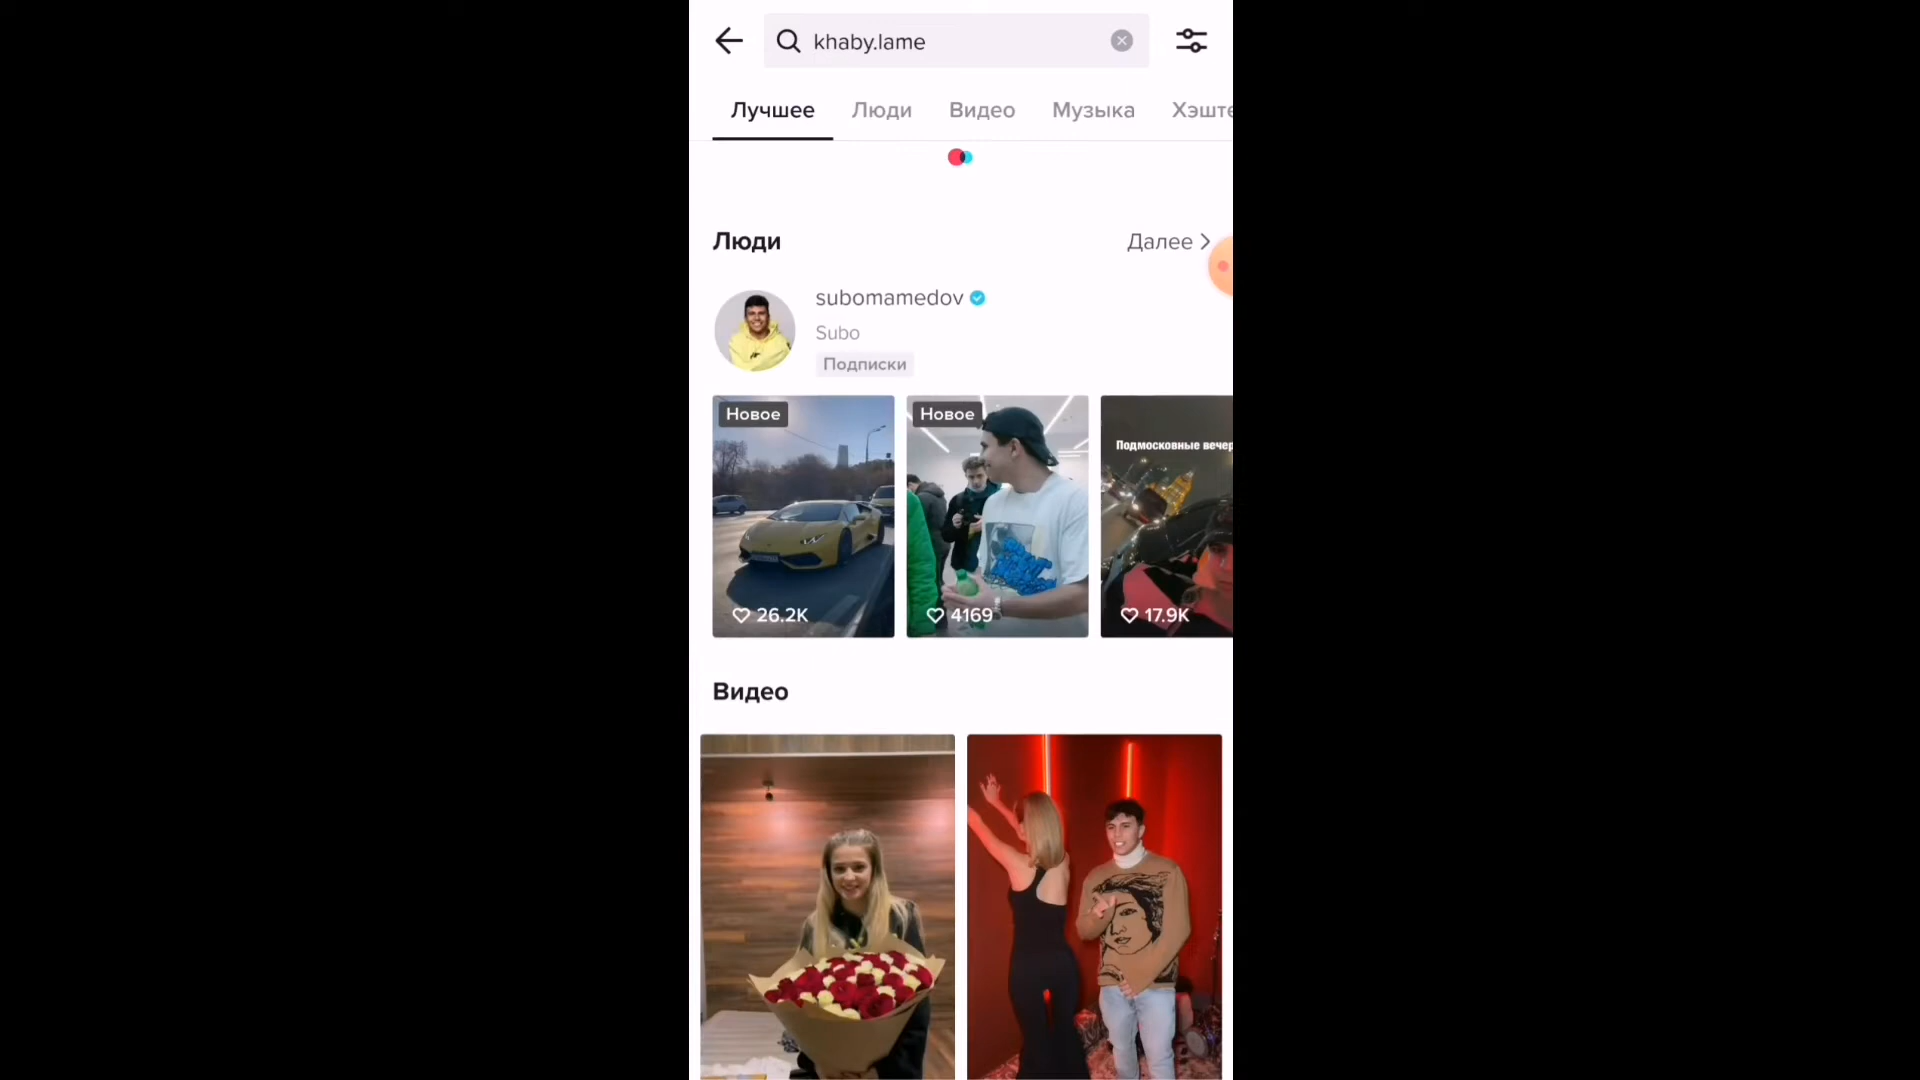 khaby.lame
Лучшее Люди Видео Музыка Хэште
Люди
Далее
subomamedov
Subo
Подписки
Новое
Новое
Подмосковные вечер
26.2K
4169
17.9K
Видео